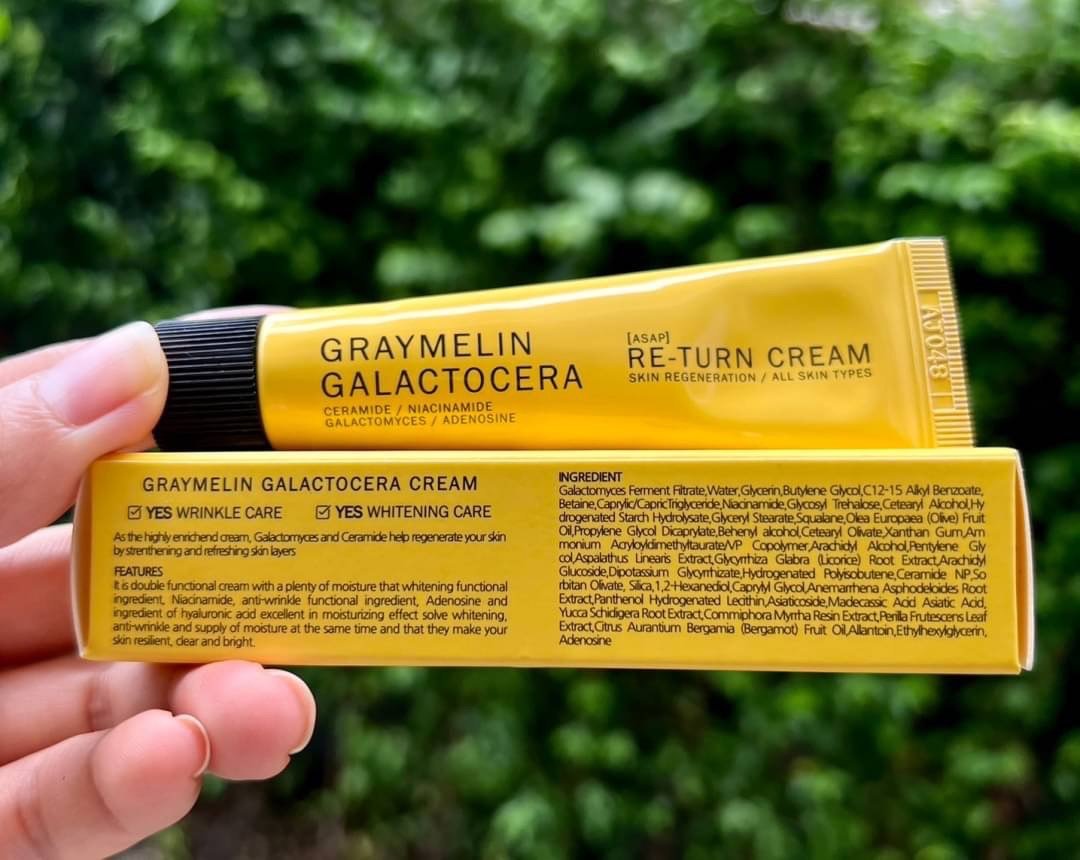 GRAYMELIN
GALACTOCERA
CERAMIDE / NIACINAMIDE
GALACTOMYCES / ADENOSINE
[ASAP]
RE-TURN CREAM
SKIN REGENERATION / ALL SKIN TYPES
AJ048
GRAYMELIN GALACTOCERA CREAM
☑ YES WRINKLE CARE ☑ YES WHITENING CARE
As the highly enrichend cream, Galactomyces and Ceramide help regenerate your skin
by strenthening and refreshing skin layers
FEATURES
It is double functional cream with a plenty of moisture that whitening functional
ingredient, Niacinamide, anti-wrinkle functional ingredient, Adenosine and
ingredient of hyaluronic acid excellent in moisturizing effect solve whitening,
anti-wrinkle and supply of moisture at the same time and that they make your
skin resilient, clear and bright.
INGREDIENT
Galactomyces Ferment Filtrate,Water,Glycerin,Butylene Glycol,C12-15 Alkyl Benzoate,
Betaine,Caprylic/CapricTriglyceride,Niacinamide,Glycosyl Trehalose,Cetearyl Alcohol,Hy
drogenated Starch Hydrolysate,Glyceryl Stearate,Squalane,Olea Europaea (Olive) Fruit
Oil,Propylene Glycol Dicaprylate,Behenyl alcohol,Cetearyl Olivate,Xanthan Gum,Am
monium Acryloyldimethyltaurate/VP Copolymer,Arachidyl Alcohol,Pentylene Gly
col,Aspalathus Linearis Extract,Glycyrrhiza Glabra (Licorice) Root Extract,Arachidyl
Glucoside,Dipotassium Glycyrrhizate,Hydrogenated Polyisobutene,Ceramide NP,So
rbitan Olivate, Silica,1,2-Hexanediol,Caprylyl Glycol,Anemarrhena Asphodeloides Root
Extract,Panthenol Hydrogenated Lecithin,Asiaticoside,Madecassic Acid Asiatic Acid,
Yucca Schidigera Root Extract,Commiphora Myrrha Resin Extract,Perilla Frutescens Leaf
Extract,Citrus Aurantium Bergamia (Bergamot) Fruit Oil,Allantoin,Ethylhexylglycerin,
Adenosine